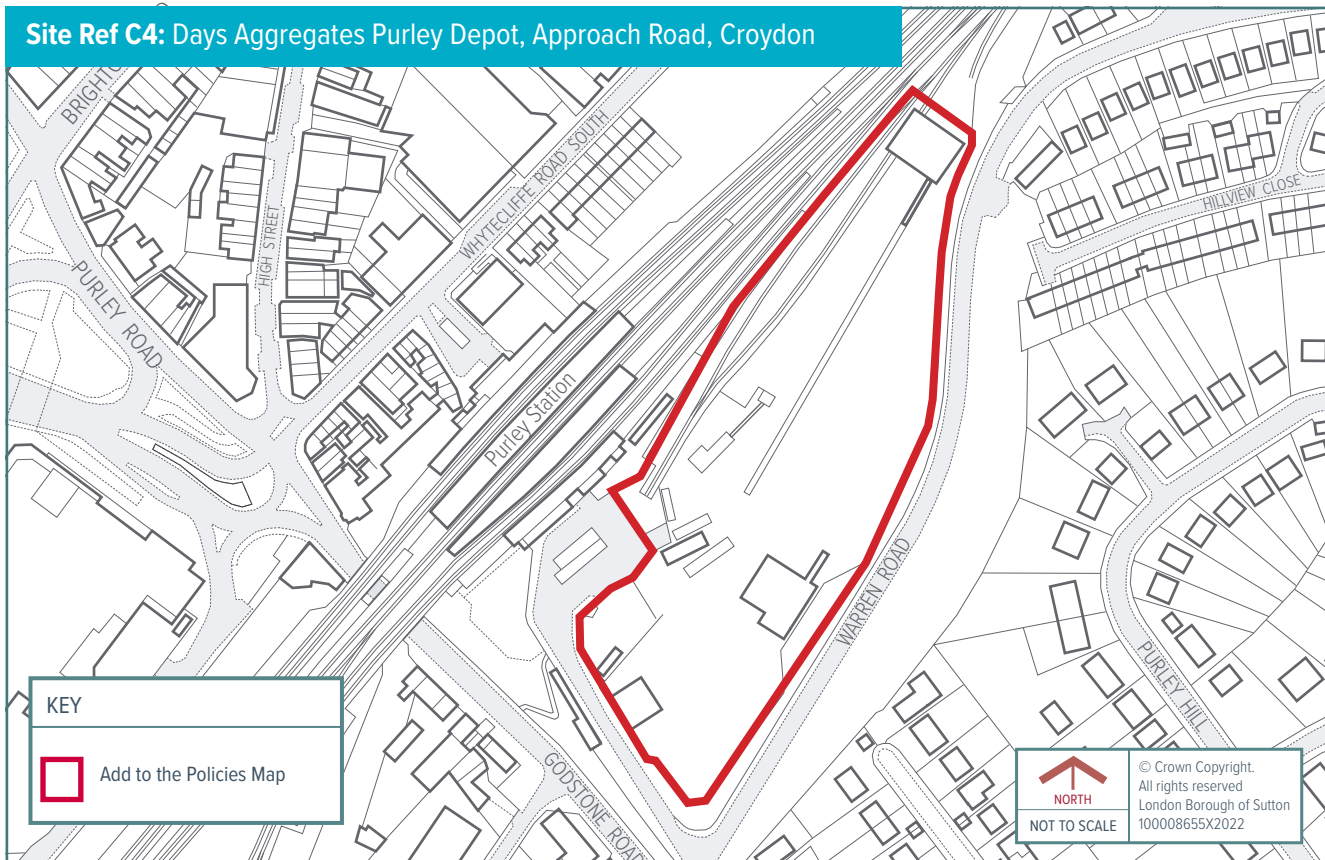 Site Ref C4: Days Aggregates Purley Depot, Approach Road, Croydon
BRIGHTO
HIGH STREET
WHYTECLIFFE ROAD SOUTH
PURLEY ROAD
Purley Station
HILLVIEW CLOSE
WARREN ROAD
PURLEY HILL
GODSTONE ROAD
KEY
Add to the Policies Map
NORTH
NOT TO SCALE
© Crown Copyright.
All rights reserved
London Borough of Sutton
100008655X2022